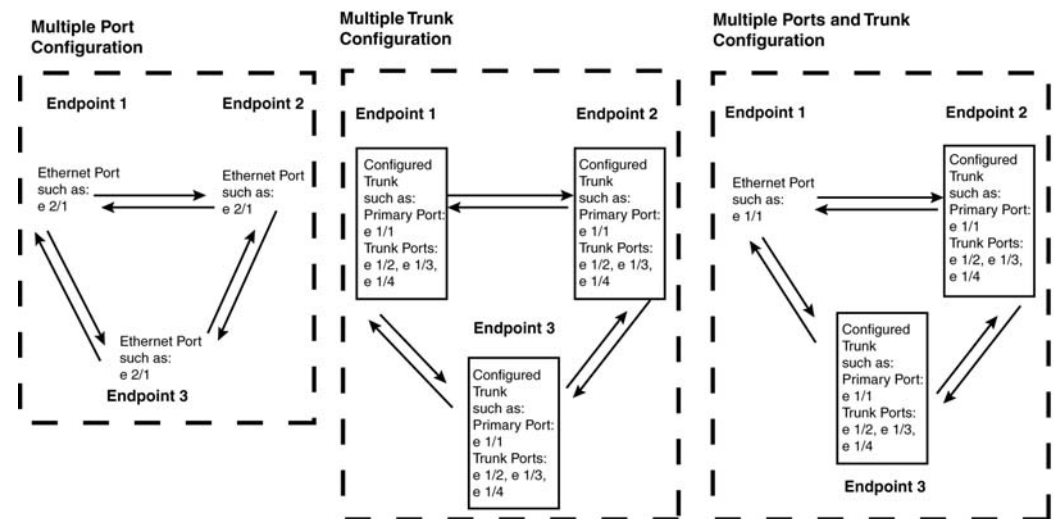 Multiple Port
Configuration
Endpoint 1
Endpoint 2
Ethernet Port
such as:
e 2/1
Ethernet Port
such as:
e 2/1
Ethernet Port
such as:
e 2/1
Endpoint 3
Multiple Trunk
Configuration
Endpoint 1
Endpoint 2
Configured
Trunk
such as:
Primary Port:
e 1/1
Trunk Ports:
e 1/2, e 1/3,
e 1/4
Configured
Trunk
such as:
Primary Port:
e 1/1
Trunk Ports:
e 1/2, e 1/3,
e 1/4
Endpoint 3
Configured
Trunk
such as:
Primary Port:
e 1/1
Trunk Ports:
e 1/2, e 1/3,
e 1/4
Multiple Ports and Trunk
Configuration
Endpoint 1
Endpoint 2
Ethernet Port
such as:
e 1/1
Configured
Trunk
such as:
Primary Port:
e 1/1
Trunk Ports:
e 1/2, e 1/3,
e 1/4
Configured
Trunk
such as:
Primary Port:
e 1/1
Trunk Ports:
e 1/2, e 1/3,
e 1/4
Endpoint 3